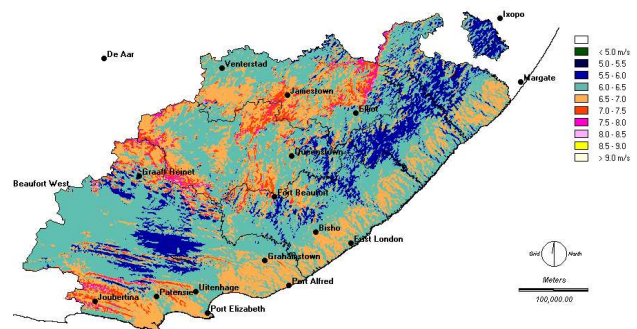 Ixopo
De Aar
Venterstad
Margate
Jamestown
Elliot
Queenstown
Graaff Reinet
Beaufort West
Fort Beaufort
Bisho
East London
Grahamstown
Port Alfred
Uitenhage
Patensie
Joubertina
Port Elizabeth
< 5.0 m/s
5.0 - 5.5
5.5 - 6.0
6.0 - 6.5
6.5 - 7.0
7.0 - 7.5
7.5 - 8.0
8.0 - 8.5
8.5 - 9.0
> 9.0 m/s
Grid North
Meters
100,000.00